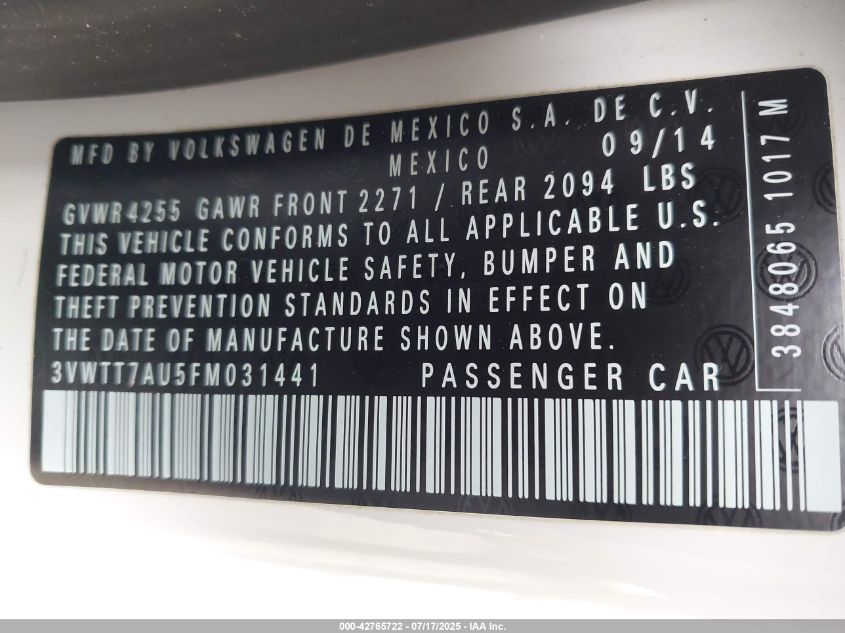 MFD BY VOLKSWAGEN DE MEXICO S.A. DE C.V.
MEXICO 09/14
GVWR 4255 GAWR FRONT 2271 / REAR 2094 LBS
THIS VEHICLE CONFORMS TO ALL APPLICABLE U.S.
FEDERAL MOTOR VEHICLE SAFETY, BUMPER AND
THEFT PREVENTION STANDARDS IN EFFECT ON
THE DATE OF MANUFACTURE SHOWN ABOVE.
3VWTT7AU5FM031441 PASSENGER CAR
3848065 1017 M
000-42765722 - 07/17/2025 - IAA Inc.